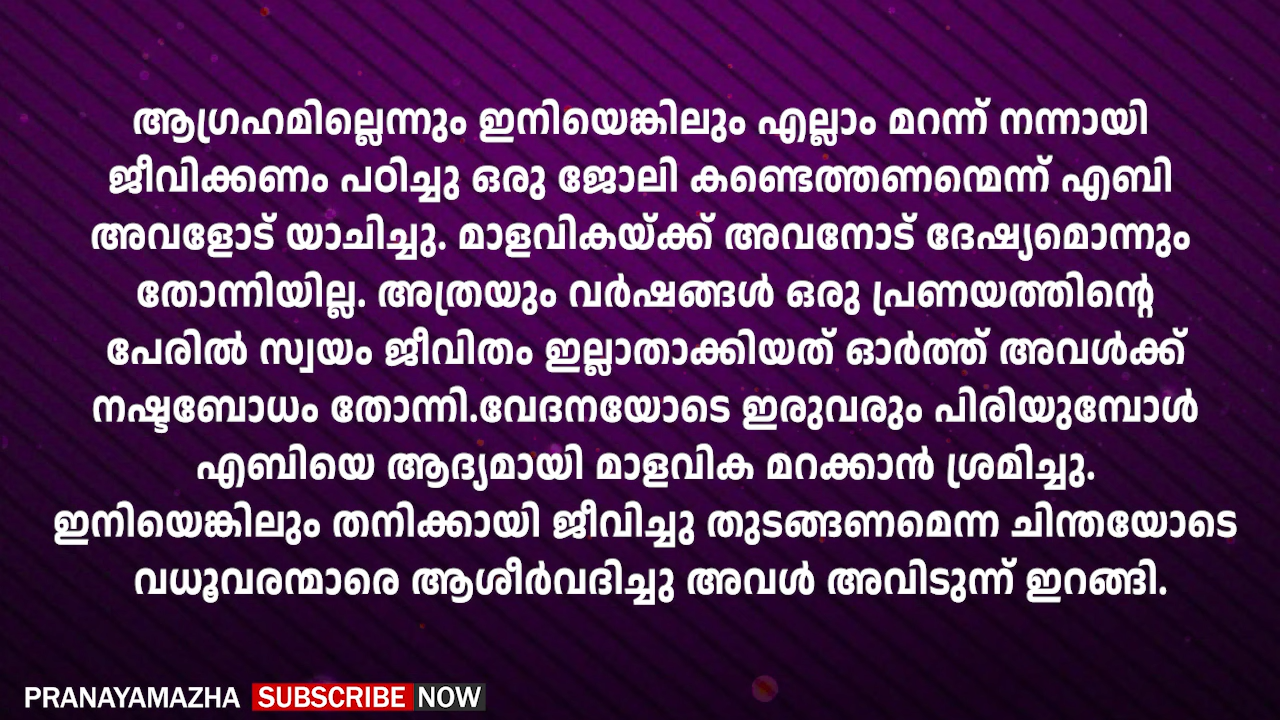 ആഗ്രഹമില്ലെന്നും ഇനിയെങ്കിലും എല്ലാം മറന്ന് നന്നായി
ജീവിക്കണം പഠിച്ചു ഒരു ജോലി കണ്ടെത്തണന്മെന്ന് എബി
അവളോട് യാചിച്ചു. മാളവികയ്ക്ക് അവനോട് ദേഷ്യമൊന്നും
തോന്നിയില്ല. അത്രയും വർഷങ്ങൾ ഒരു പ്രണയത്തിന്റെ
പേരിൽ സ്വയം ജീവിതം ഇല്ലാതാക്കിയത് ഓർത്ത് അവൾക്ക്
നഷ്ടബോധം തോന്നി.വേദനയോടെ ഇരുവരും പിരിയുമ്പോൾ
എബിയെ ആദ്യമായി മാളവിക മറക്കാൻ ശ്രമിച്ചു.
ഇനിയെങ്കിലും തനിക്കായി ജീവിച്ചു തുടങ്ങണമെന്ന ചിന്തയോടെ
വധൂവരന്മാരെ ആശീർവദിച്ചു അവൾ അവിടുന്ന് ഇറങ്ങി.
PRANAYAMAZHA SUBSCRIBE NOW